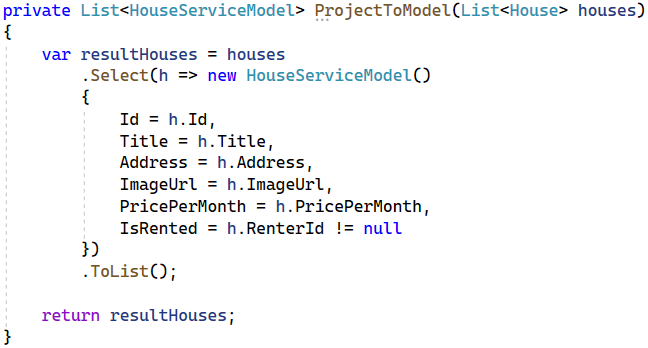 private List<HouseServiceModel> ProjectToModel(List<House> houses)
{
    var resultHouses = houses
        .Select(h => new HouseServiceModel()
        {
            Id = h.Id,
            Title = h.Title,
            Address = h.Address,
            ImageUrl = h.ImageUrl,
            PricePerMonth = h.PricePerMonth,
            IsRented = h.RenterId != null
        })
        .ToList();

    return resultHouses;
}